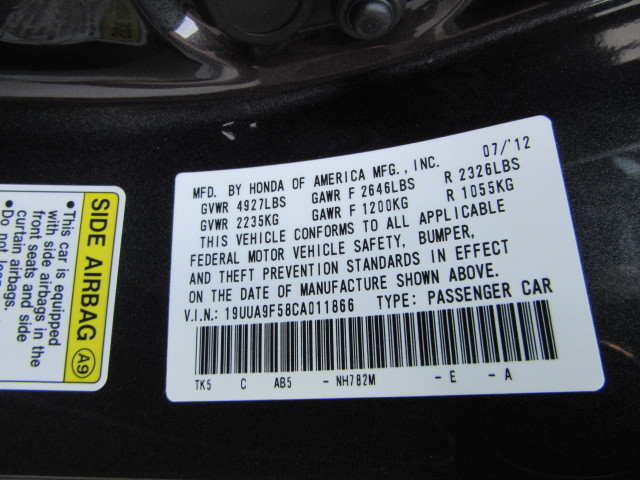 MFD. BY HONDA OF AMERICA MFG., INC. 07/12
GVWR 4927LBS GAWR F 2646LBS R 2326LBS
GVWR 2235KG GAWR F 1200KG R 1055KG
THIS VEHICLE CONFORMS TO ALL APPLICABLE
FEDERAL MOTOR VEHICLE SAFETY, BUMPER,
AND THEFT PREVENTION STANDARDS IN EFFECT
ON THE DATE OF MANUFACTURE SHOWN ABOVE.
V.I.N.: 19UUA9F58CA011866 TYPE: PASSENGER CAR
TK5 C AB5 - NH782M - E - A
SIDE AIRBAG A9
•This car is equipped
with side airbags in the
front seats and side
curtain airbags.
•Do not lean